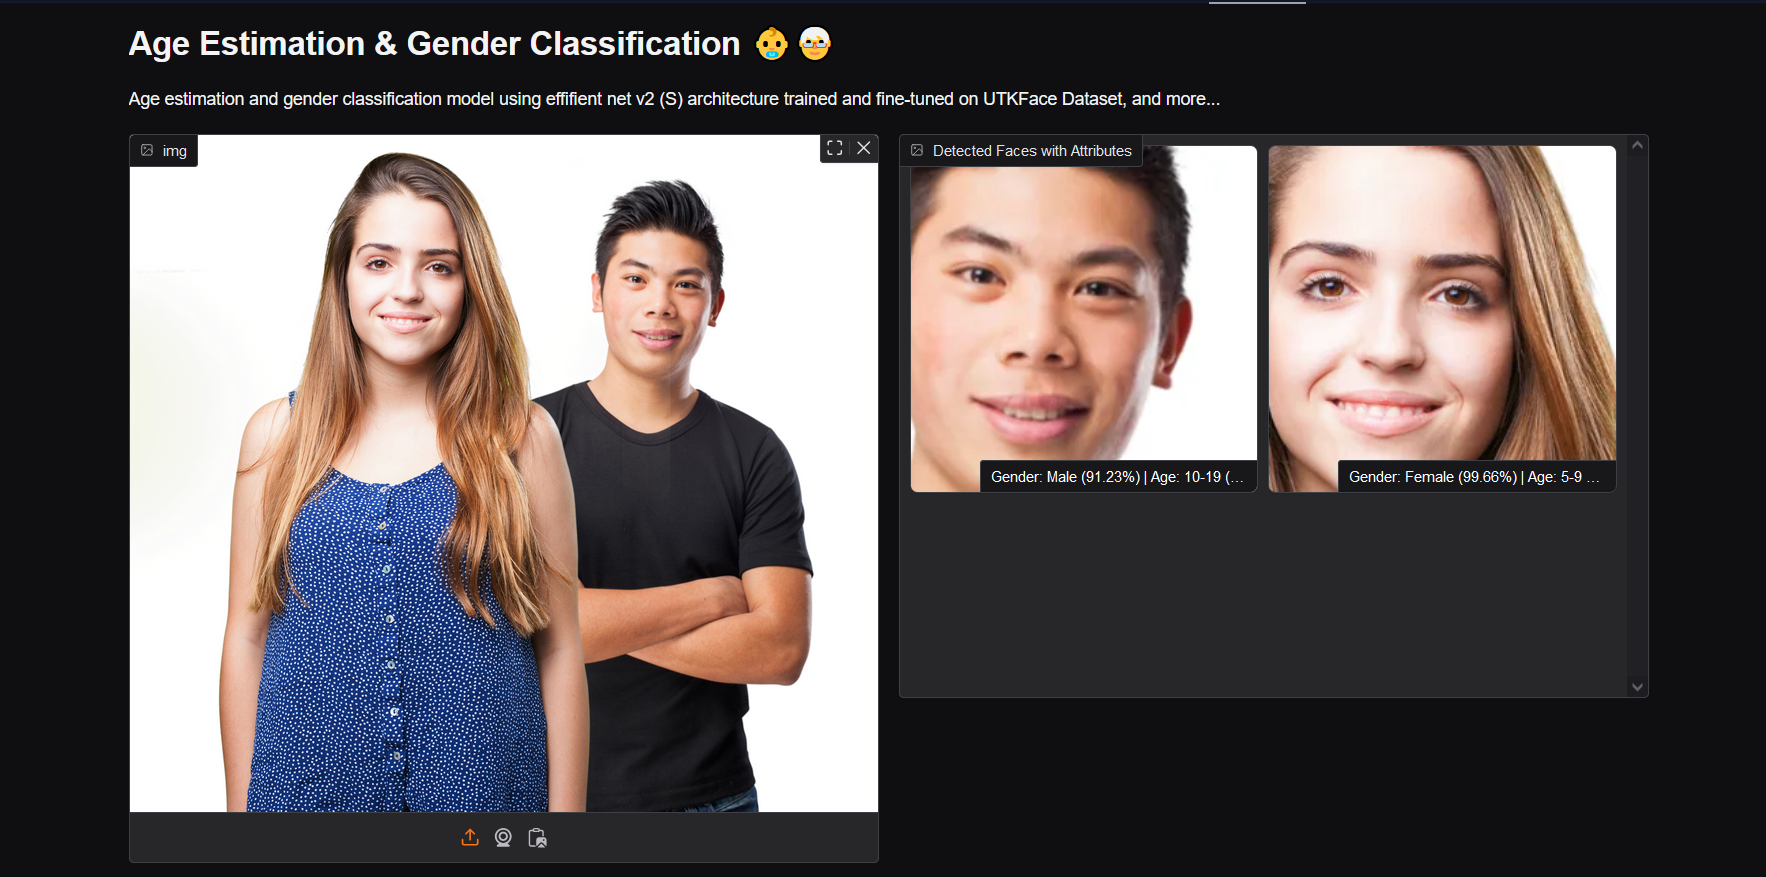 Age Estimation & Gender Classification 👶 🧓
Age estimation and gender classification model using effifient net v2 (S) architecture trained and fine-tuned on UTKFace Dataset, and more...
img
Detected Faces with Attributes
Gender: Male (91.23%) | Age: 10-19 (...
Gender: Female (99.66%) | Age: 5-9 ...